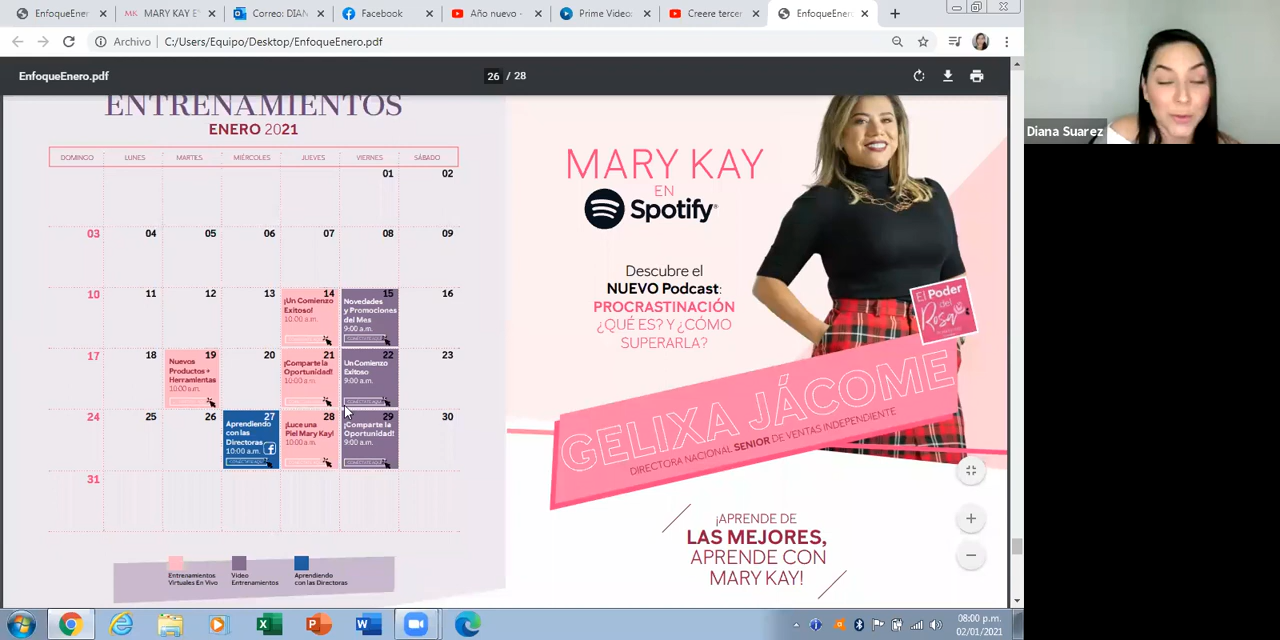 EnfoqueEner
MARY KAY E
Correo: DIAN
Facebook
Año nuevo -
Prime Video:
Creere tercer
EnfoqueEner
Archivo
C:/Users/Equipo/Desktop/EnfoqueEnero.pdf
EnfoqueEnero.pdf
26 / 28
ENTRENAMIENTOS
ENERO 2021
DOMINGO LUNES MARTES MIÉRCOLES JUEVES VIERNES SÁBADO
01 02
03 04 05 06 07 08 09
10 11 12 13 14 15 16
¡Un Comienzo
Exitoso!
10:00 a.m.
Novedades
y Promociones
del Mes
9:00 a.m.
17 18 19 20 21 22 23
Nuevos
Productos +
Herramientas
10:00 a.m.
¡Comparte la
Oportunidad!
10:00 a.m.
Un Comienzo
Exitoso
9:00 a.m.
24 25 26 27 28 29 30
Aprendiendo
con las
Directoras
10:00 a.m.
¡Luce una
Piel Mary Kay!
10:00 a.m.
¡Comparte la
Oportunidad!
9:00 a.m.
31
Entrenamientos
Virtuales En Vivo
Video
Entrenamientos
Aprendiendo
con las Directoras
MARY KAY
EN
Spotify
Descubre el
NUEVO Podcast:
PROCRASTINACIÓN
¿QUÉ ES? Y ¿CÓMO
SUPERARLA?
El Poder
del
Rosa
GELIXA JÁCOME
DIRECTORA NACIONAL SENIOR DE VENTAS INDEPENDIENTE
¡APRENDE DE
LAS MEJORES,
APRENDE CON
MARY KAY!
Diana Suarez
08:00 p.m.
02/01/2021